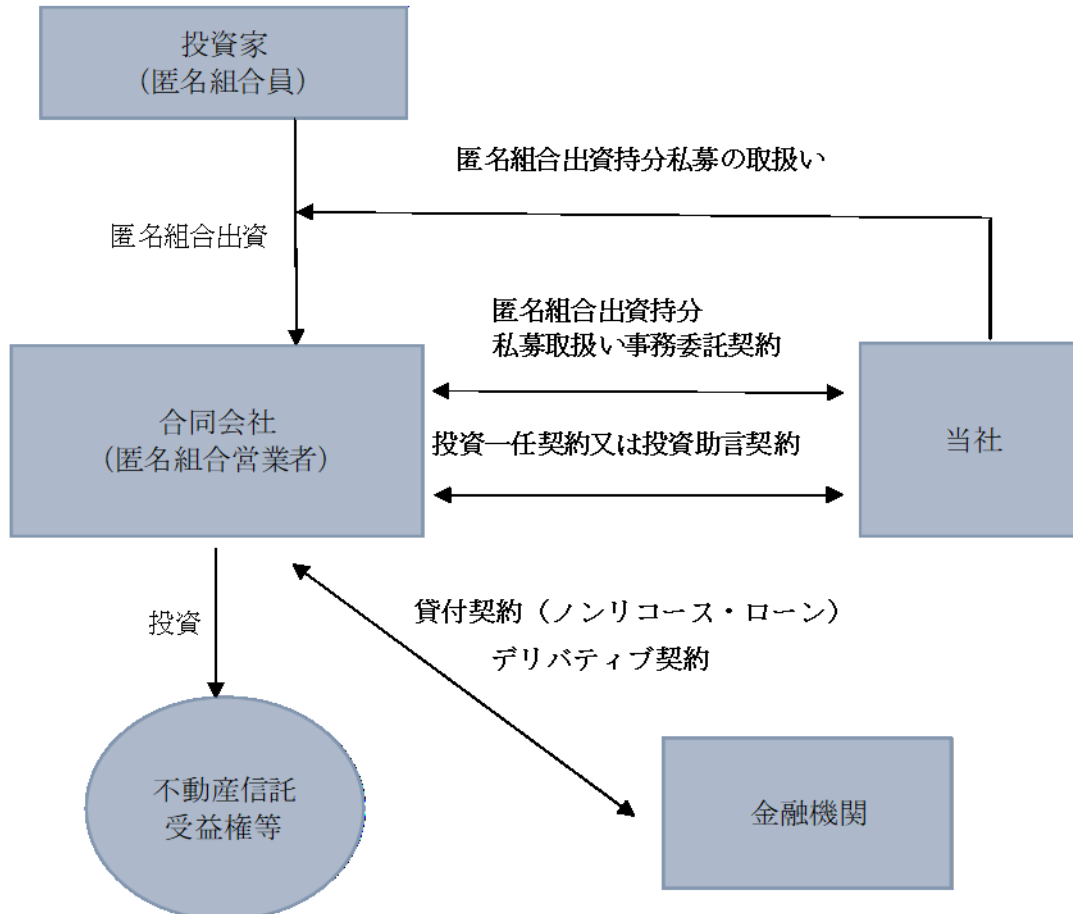 投資家
(匿名組合員)
匿名組合出資持分私募の取扱い
匿名組合出資
匿名組合出資持分
私募取扱い事務委託契約
合同会社
(匿名組合営業者)
投資一任契約又は投資助言契約
当社
投資
貸付契約（ノンリコース・ローン）
デリバティブ契約
不動産信託
受益権等
金融機関